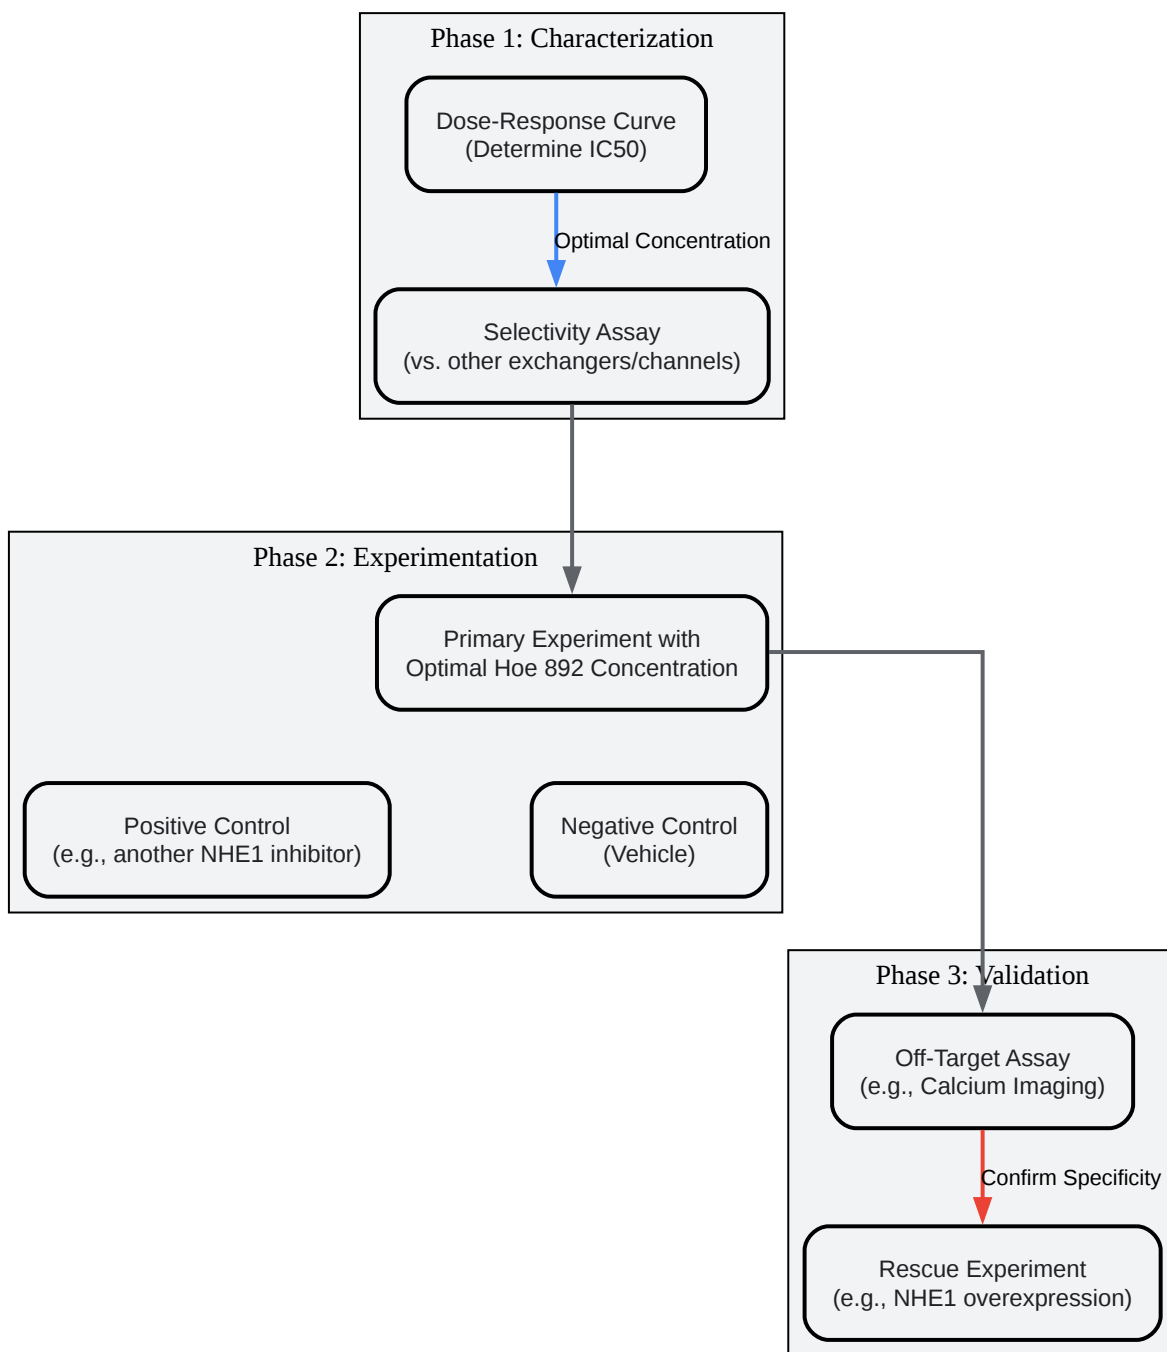 Phase 1: Characterization
Dose-Response Curve
(Determine IC50)
Optimal Concentration
Selectivity Assay
(vs. other exchangers/channels)
Phase 2: Experimentation
Primary Experiment with
Optimal Hoe 892 Concentration
Positive Control
(e.g., another NHE1 inhibitor)
Negative Control
(Vehicle)
Phase 3: Validation
Off-Target Assay
(e.g., Calcium Imaging)
Confirm Specificity
Rescue Experiment
(e.g., NHE1 overexpression)